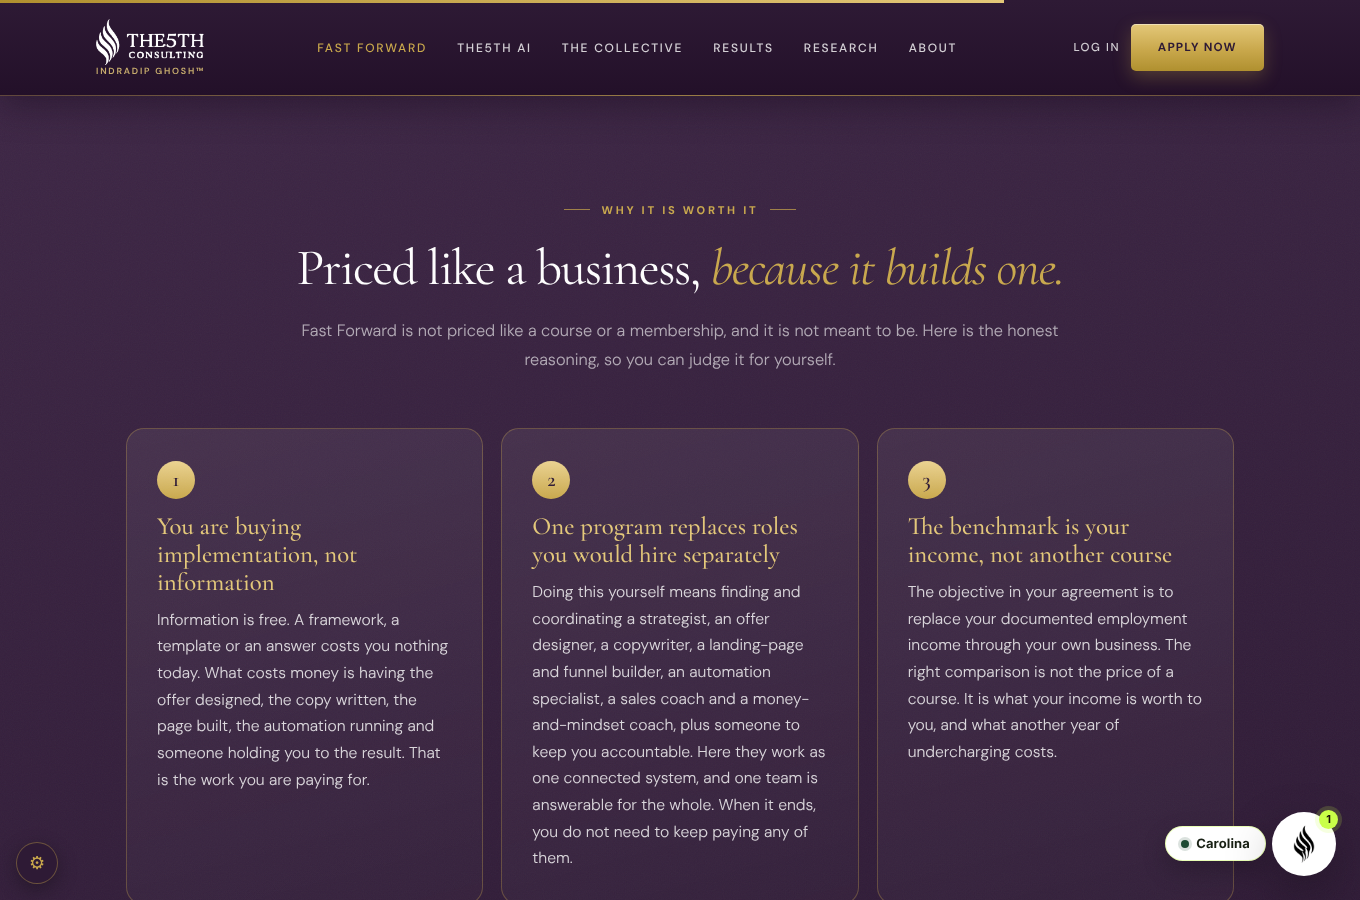 THE5TH
CONSULTING
INDRADIP GHOSH™
FAST FORWARD
THE5TH AI
THE COLLECTIVE
RESULTS
RESEARCH
ABOUT
LOG IN
APPLY NOW
WHY IT IS WORTH IT
Priced like a business, because it builds one.
Fast Forward is not priced like a course or a membership, and it is not meant to be. Here is the honest
reasoning, so you can judge it for yourself.
1
You are buying
implementation, not
information
Information is free. A framework, a
template or an answer costs you nothing
today. What costs money is having the
offer designed, the copy written, the
page built, the automation running and
someone holding you to the result. That
is the work you are paying for.
2
One program replaces roles
you would hire separately
Doing this yourself means finding and
coordinating a strategist, an offer
designer, a copywriter, a landing-page
and funnel builder, an automation
specialist, a sales coach and a money-
and-mindset coach, plus someone to
keep you accountable. Here they work as
one connected system, and one team is
answerable for the whole. When it ends,
you do not need to keep paying any of
them.
3
The benchmark is your
income, not another course
The objective in your agreement is to
replace your documented employment
income through your own business. The
right comparison is not the price of a
course. It is what your income is worth to
you, and what another year of
undercharging costs.
Carolina
1